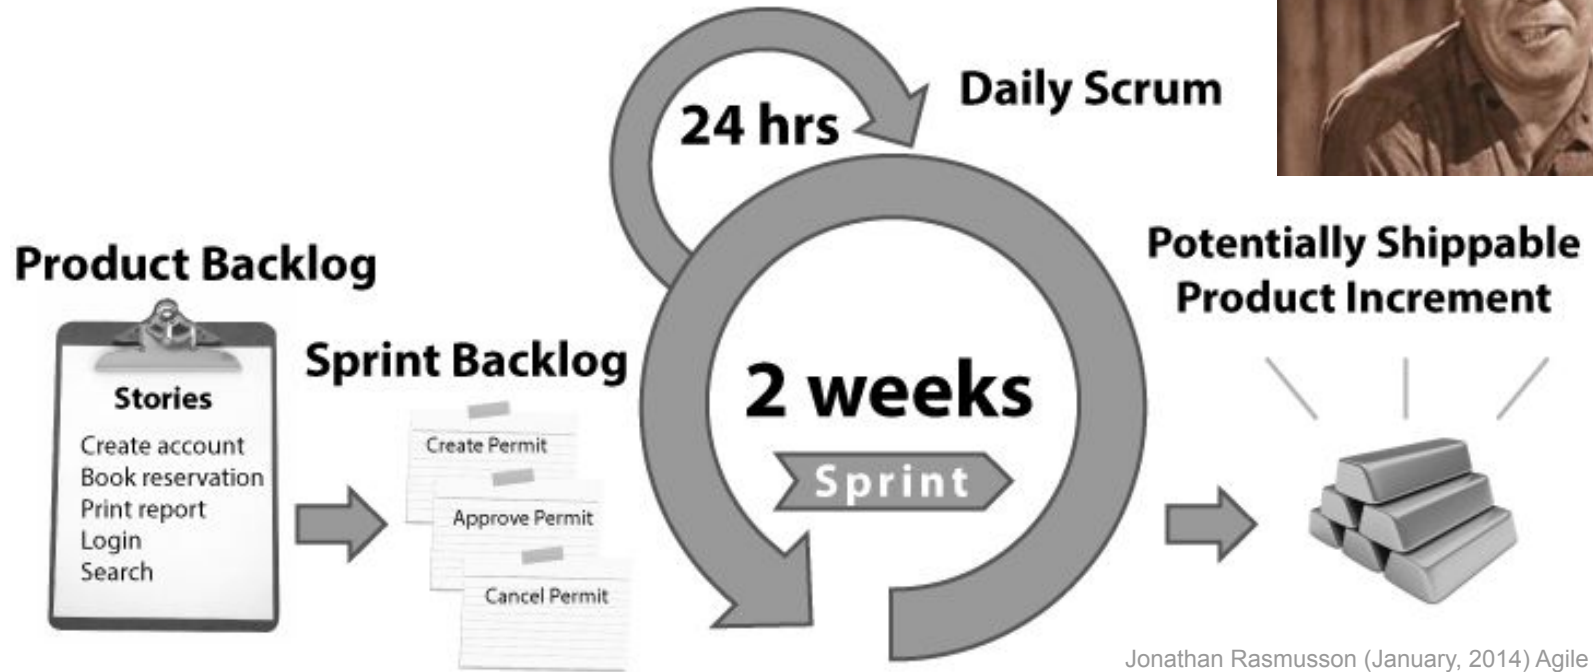 24 hrs
Daily Scrum
Product Backlog
Stories
Create account
Book reservation
Print report
Login
Search
Sprint Backlog
Create Permit
Approve Permit
Cancel Permit
2 weeks
Sprint
Potentially Shippable
Product Increment
Jonathan Rasmusson (January, 2014) Agile